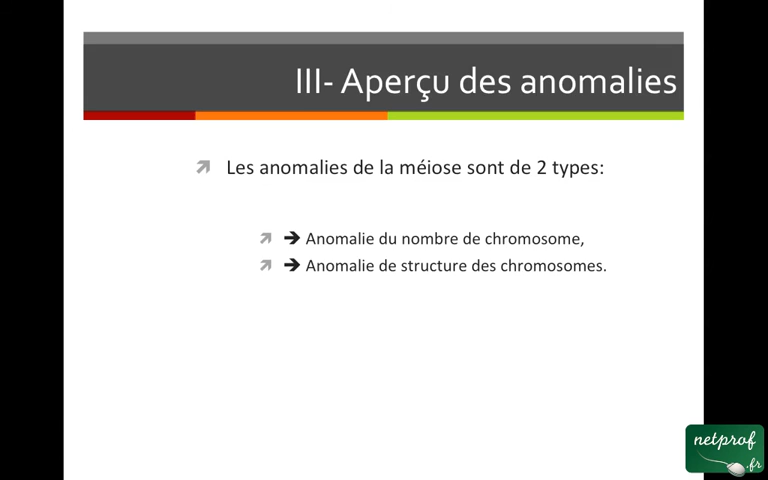 III- Aperçu des anomalies
Les anomalies de la méiose sont de 2 types:
➔ Anomalie du nombre de chromosome,
➔ Anomalie de structure des chromosomes.
netprof
.fr